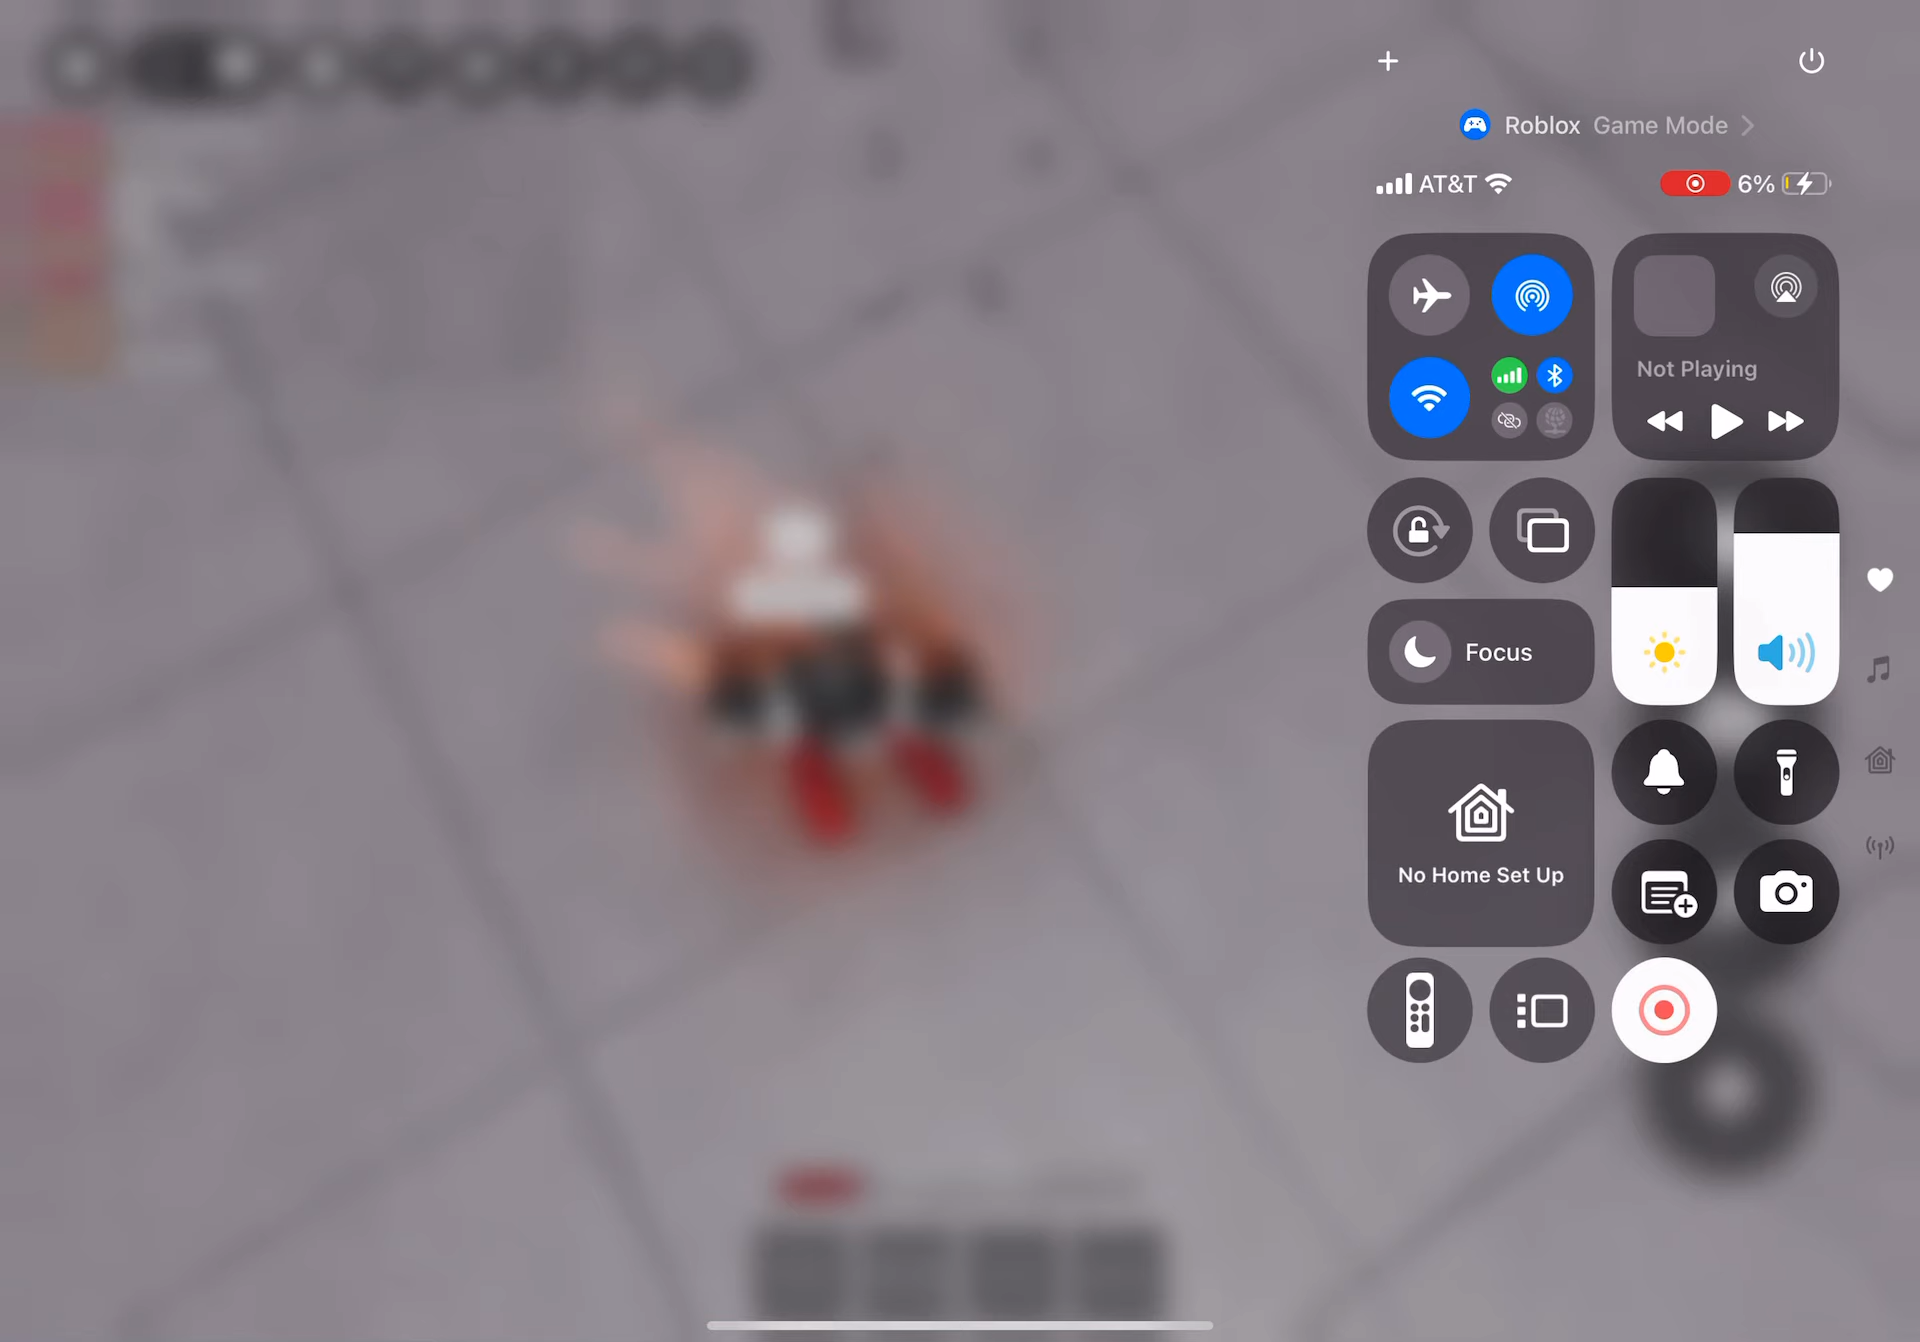 Roblox Game Mode
AT&T 6%
Not Playing
Focus
No Home Set Up